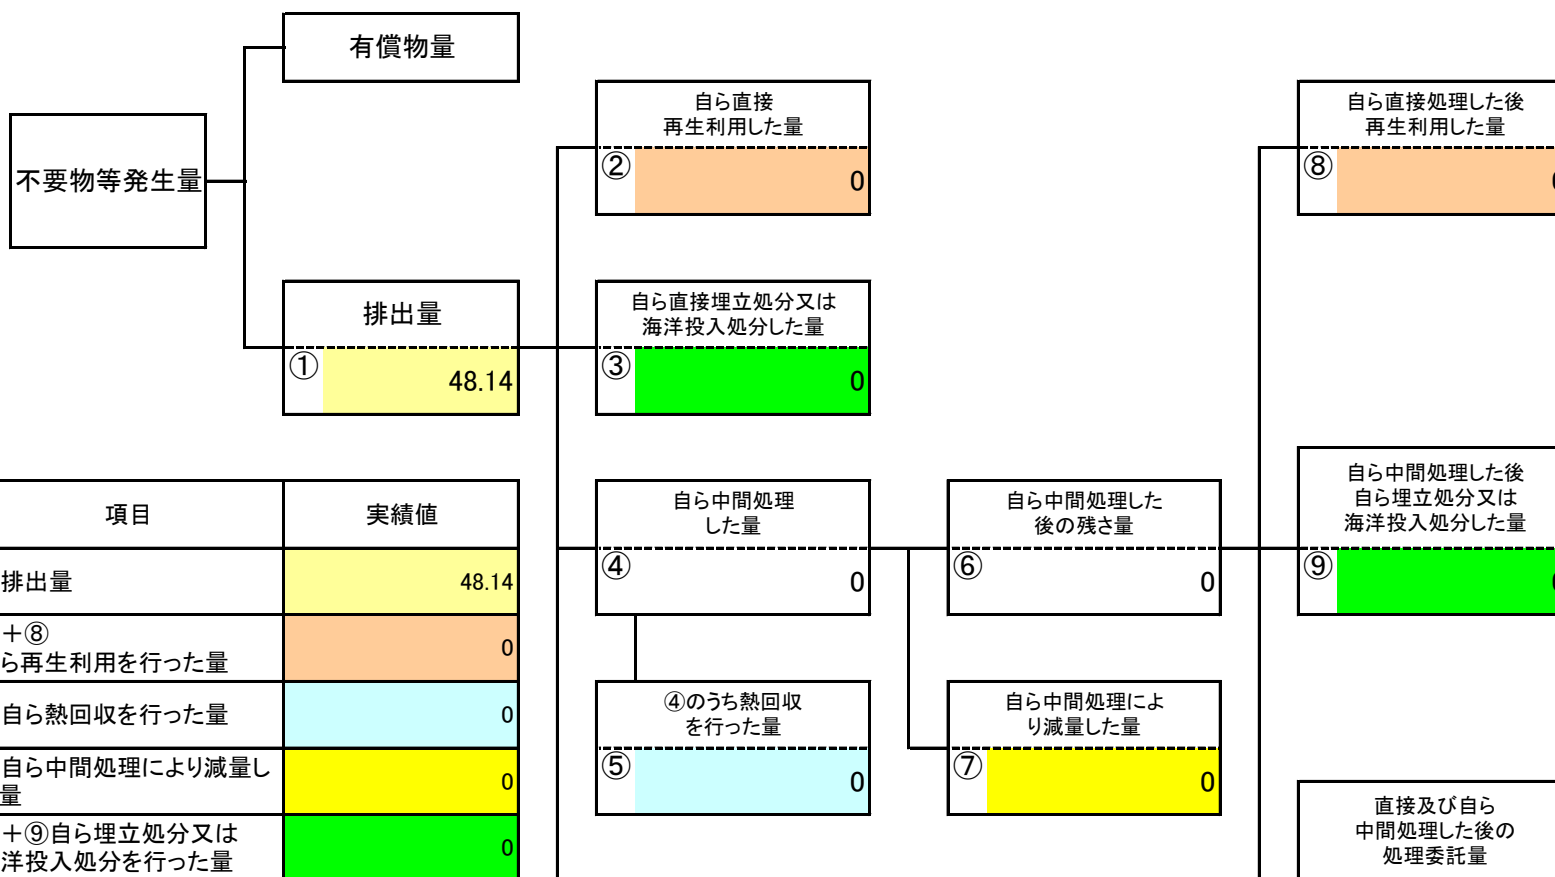 有償物量
不要物等発生量
自ら直接
再生利用した量
②
0
自ら直接処理した後
再生利用した量
⑧
排出量
①
48.14
自ら直接埋立処分又は
海洋投入処分した量
③
0
自ら中間処理
した量
④
0
自ら中間処理した
後の残さ量
⑥
0
自ら中間処理した後
自ら埋立処分又は
海洋投入処分した量
⑨
④のうち熱回収
を行った量
⑤
0
自ら中間処理によ
り減量した量
⑦
0
直接及び自ら
中間処理した後の
処理委託量
項目 実績値
排出量 48.14
+⑧
ら再生利用を行った量 0
自ら熱回収を行った量 0
自ら中間処理により減量し
量 0
+⑨自ら埋立処分又は
洋投入処分を行った量 0